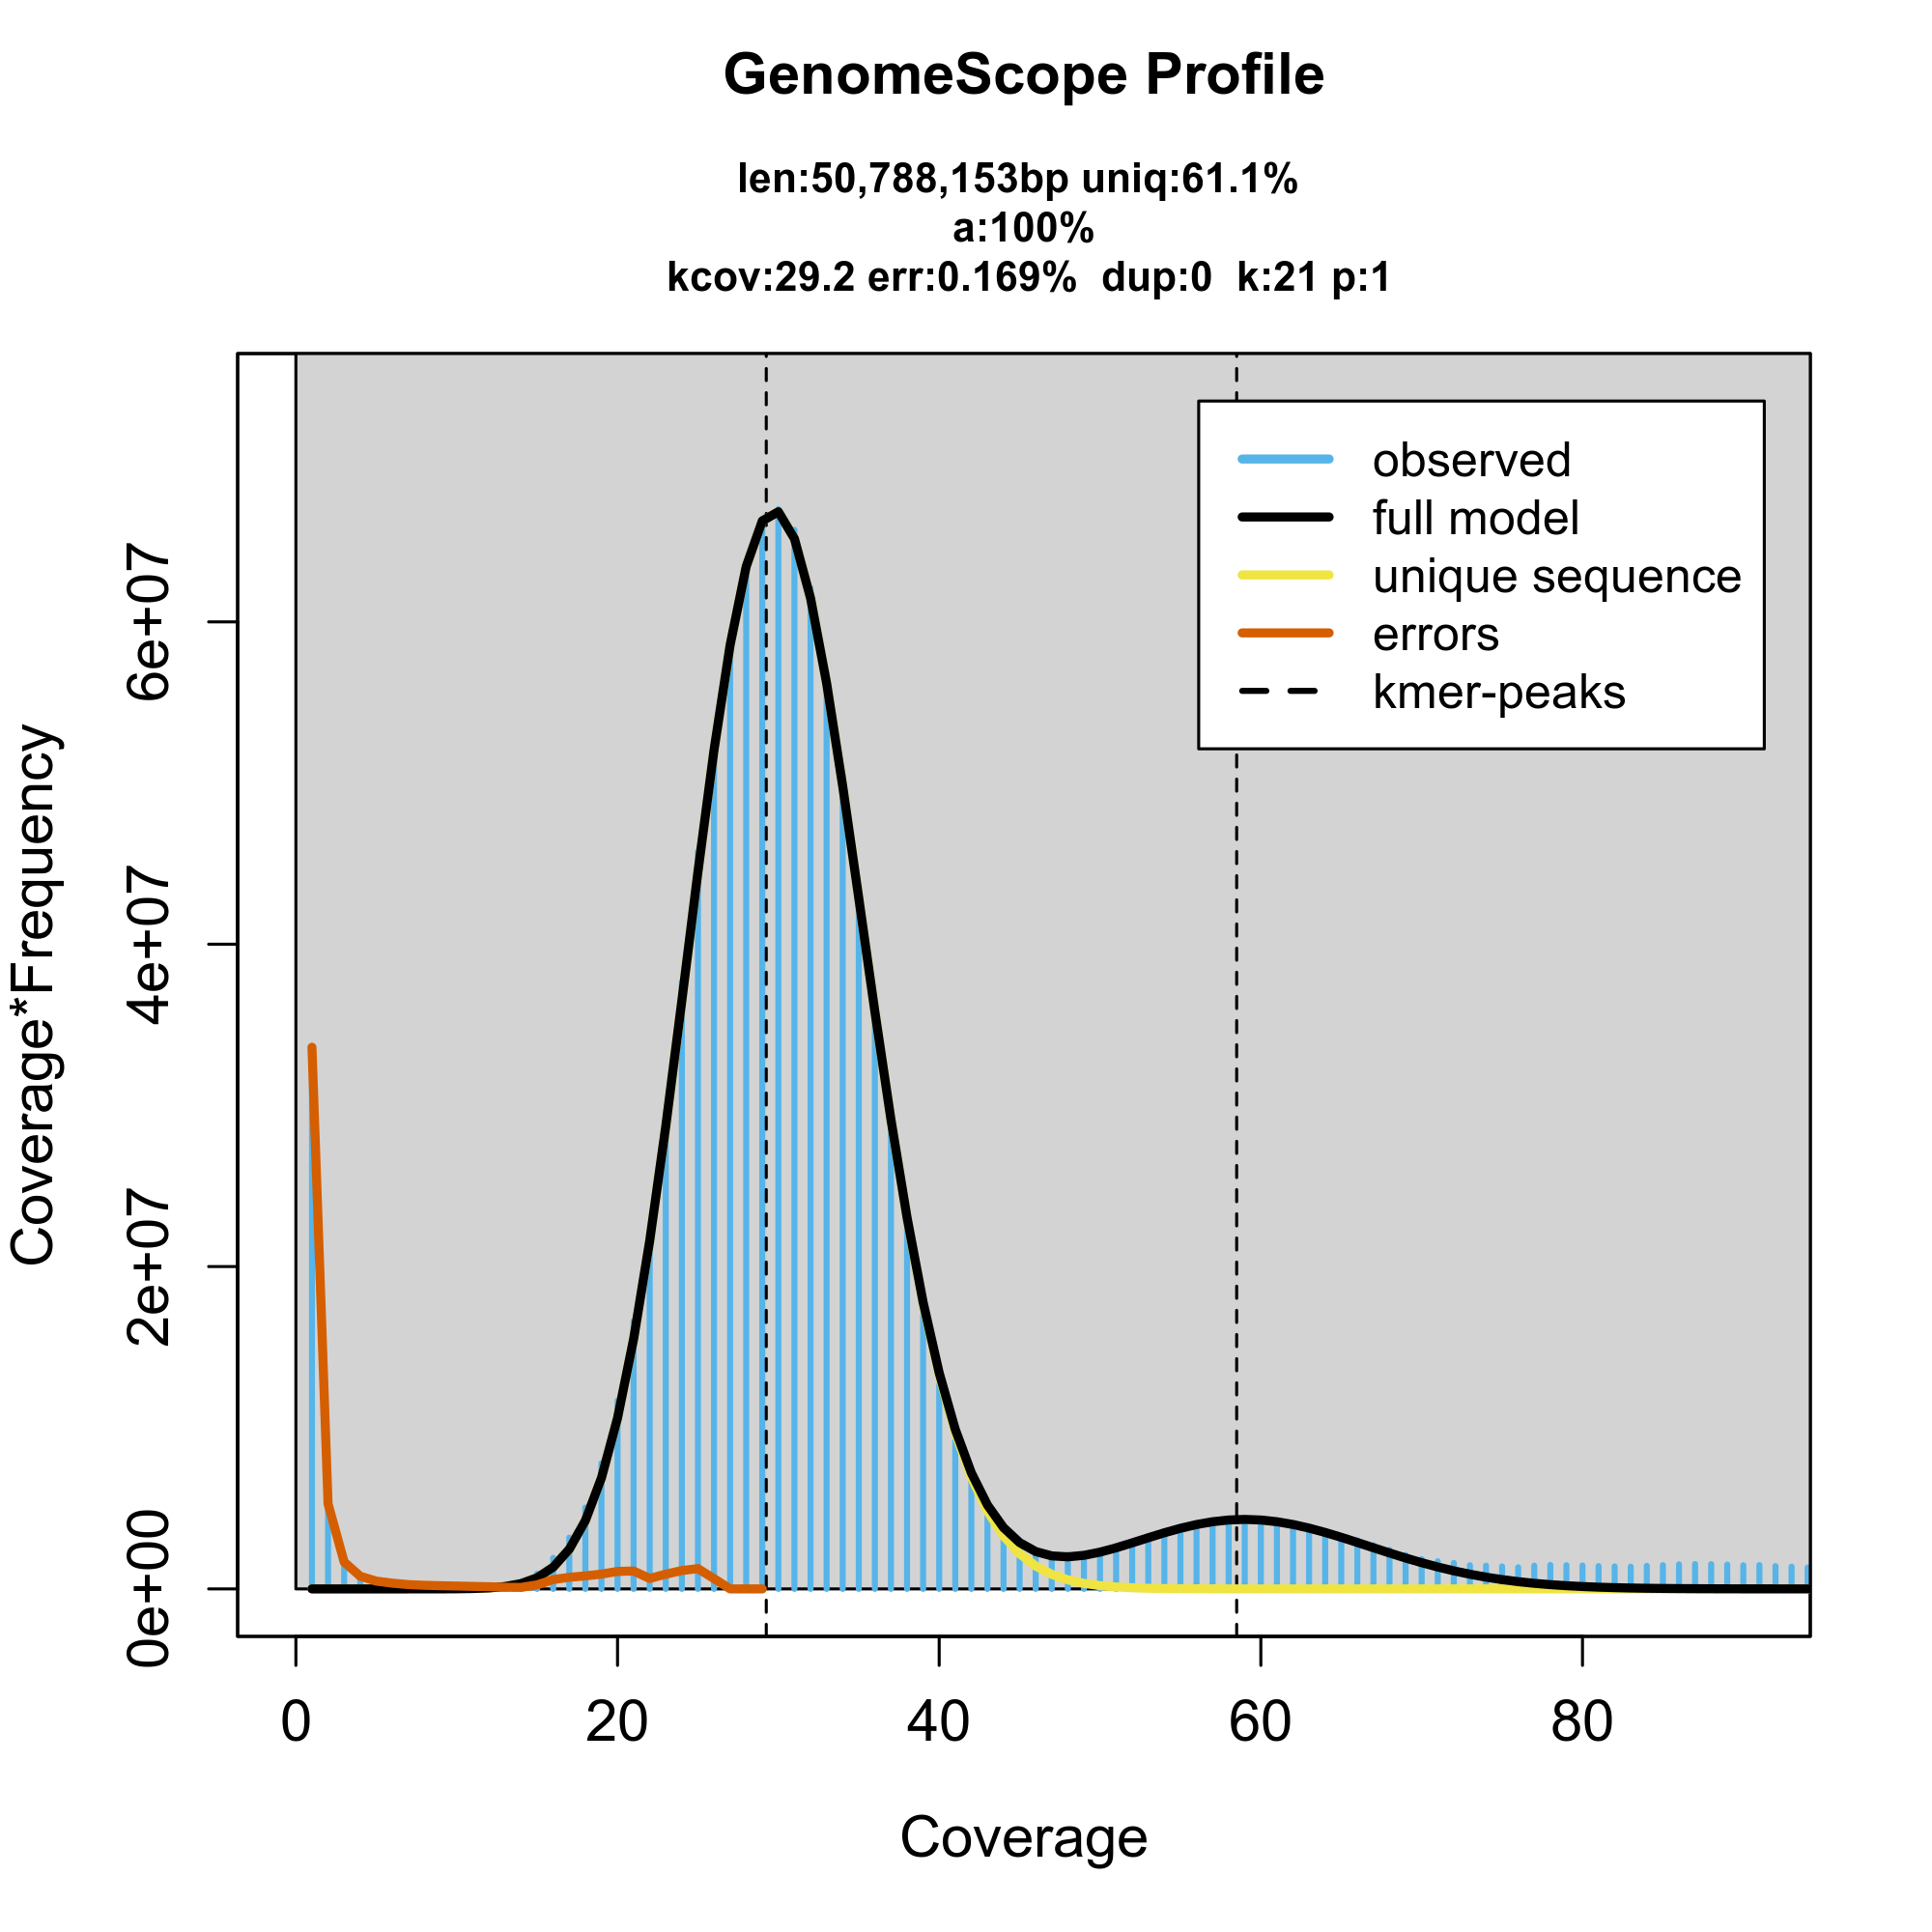 GenomeScope Profile
len:50,788,153bp uniq:61.1%
a:100%
kcov:29.2 err:0.169%  dup:0  k:21 p:1
observed
full model
unique sequence
errors
kmer-peaks
Coverage*Frequency
6e+07
4e+07
2e+07
0e+00
0 20 40 60 80
Coverage